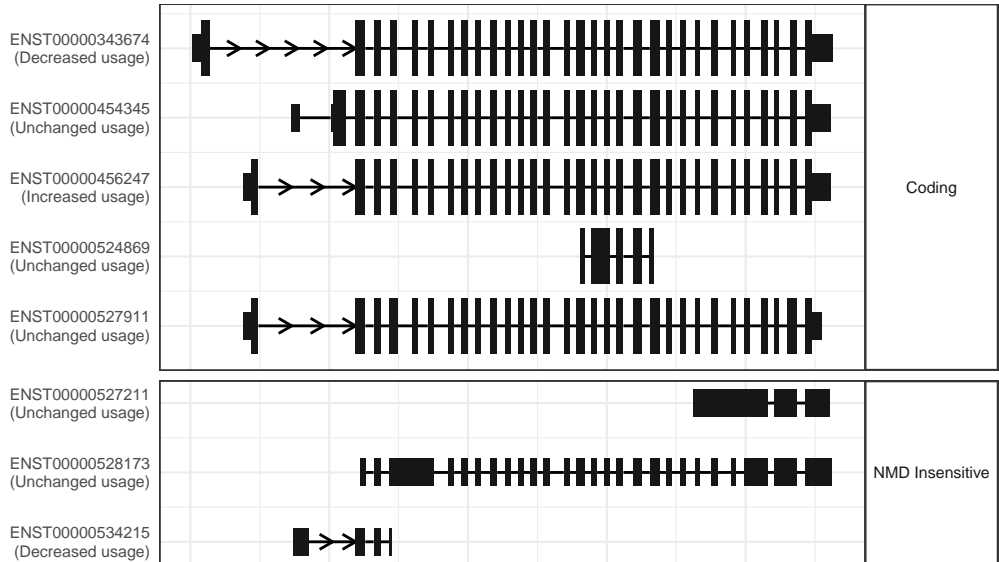 ENST00000343674
(Decreased usage)
ENST00000454345
(Unchanged usage)
ENST00000456247
(Increased usage)
Coding
ENST00000524869
(Unchanged usage)
ENST00000527911
(Unchanged usage)
ENST00000527211
(Unchanged usage)
ENST00000528173
(Unchanged usage)
NMD Insensitive
ENST00000534215
(Decreased usage)